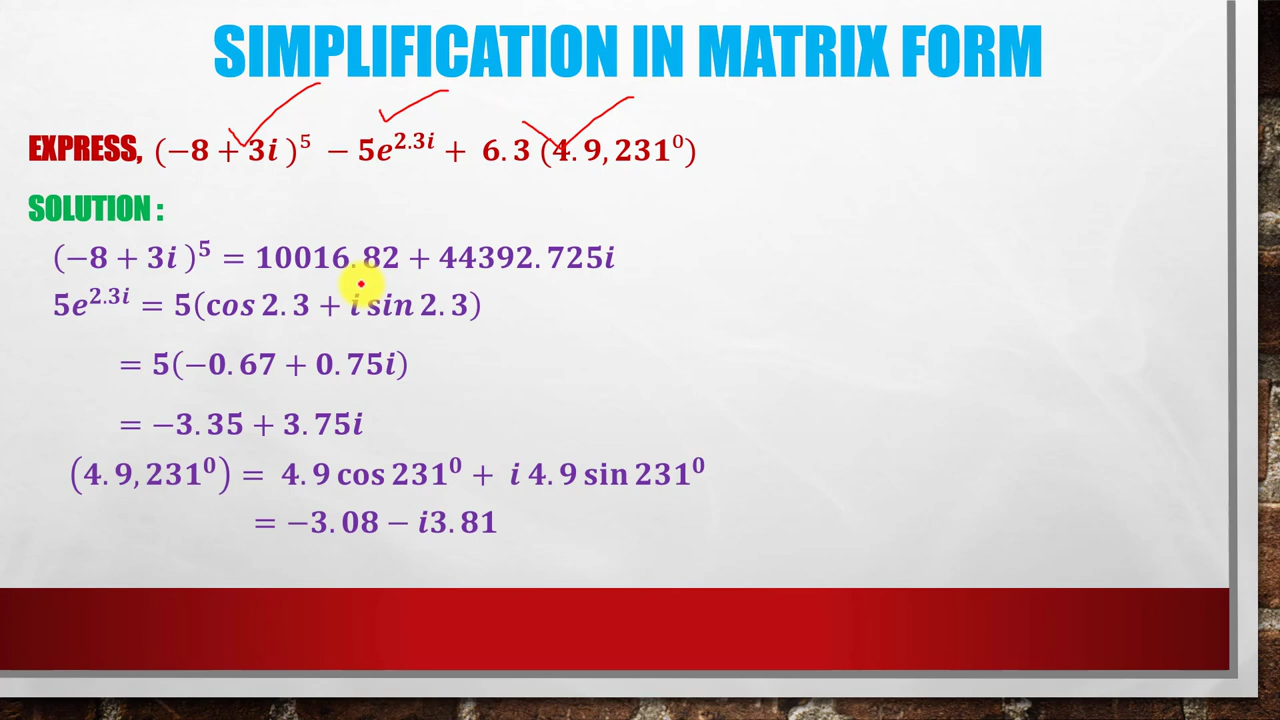 SIMPLIFICATION IN MATRIX FORM
EXPRESS, (−8 + 3i )⁵ − 5e^{2.3i} + 6.3 (4.9, 231⁰)
SOLUTION :
(−8 + 3i )⁵ = 10016.82 + 44392.725i
5e^{2.3i} = 5(cos 2.3 + i sin 2.3)
= 5(−0.67 + 0.75i)
= −3.35 + 3.75i
(4.9, 231⁰) = 4.9 cos 231⁰ + i 4.9 sin 231⁰
= −3.08 − i3.81